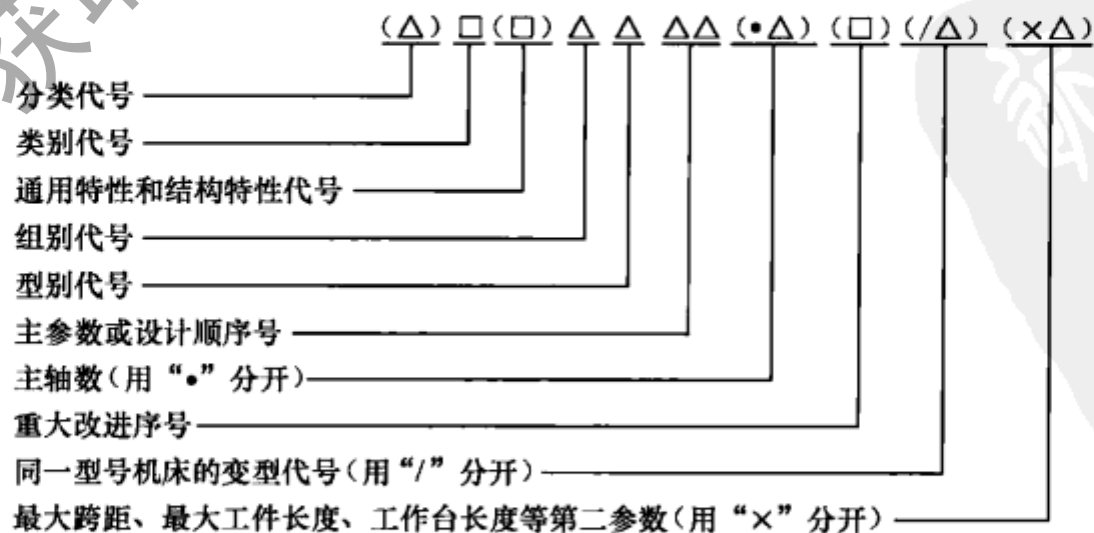 (△) □(□) △ △ △△ (•△) (□)(/△) (×△)
分类代号
类别代号
通用特性和结构特性代号
组别代号
型别代号
主参数或设计顺序号
主轴数(用“•”分开)
重大改进序号
同一型号机床的变型代号(用“/”分开)
最大跨距、最大工件长度、工作台长度等第二参数(用“×”分开)